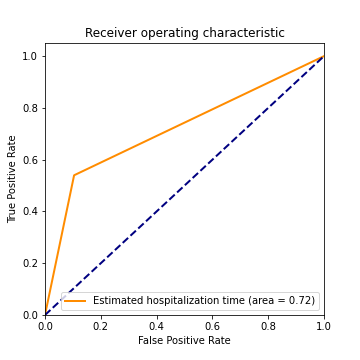 Receiver operating characteristic
1.0
0.8
0.6
0.4
0.2
0.0
True Positive Rate
Estimated hospitalization time (area = 0.72)
0.0 0.2 0.4 0.6 0.8 1.0
False Positive Rate